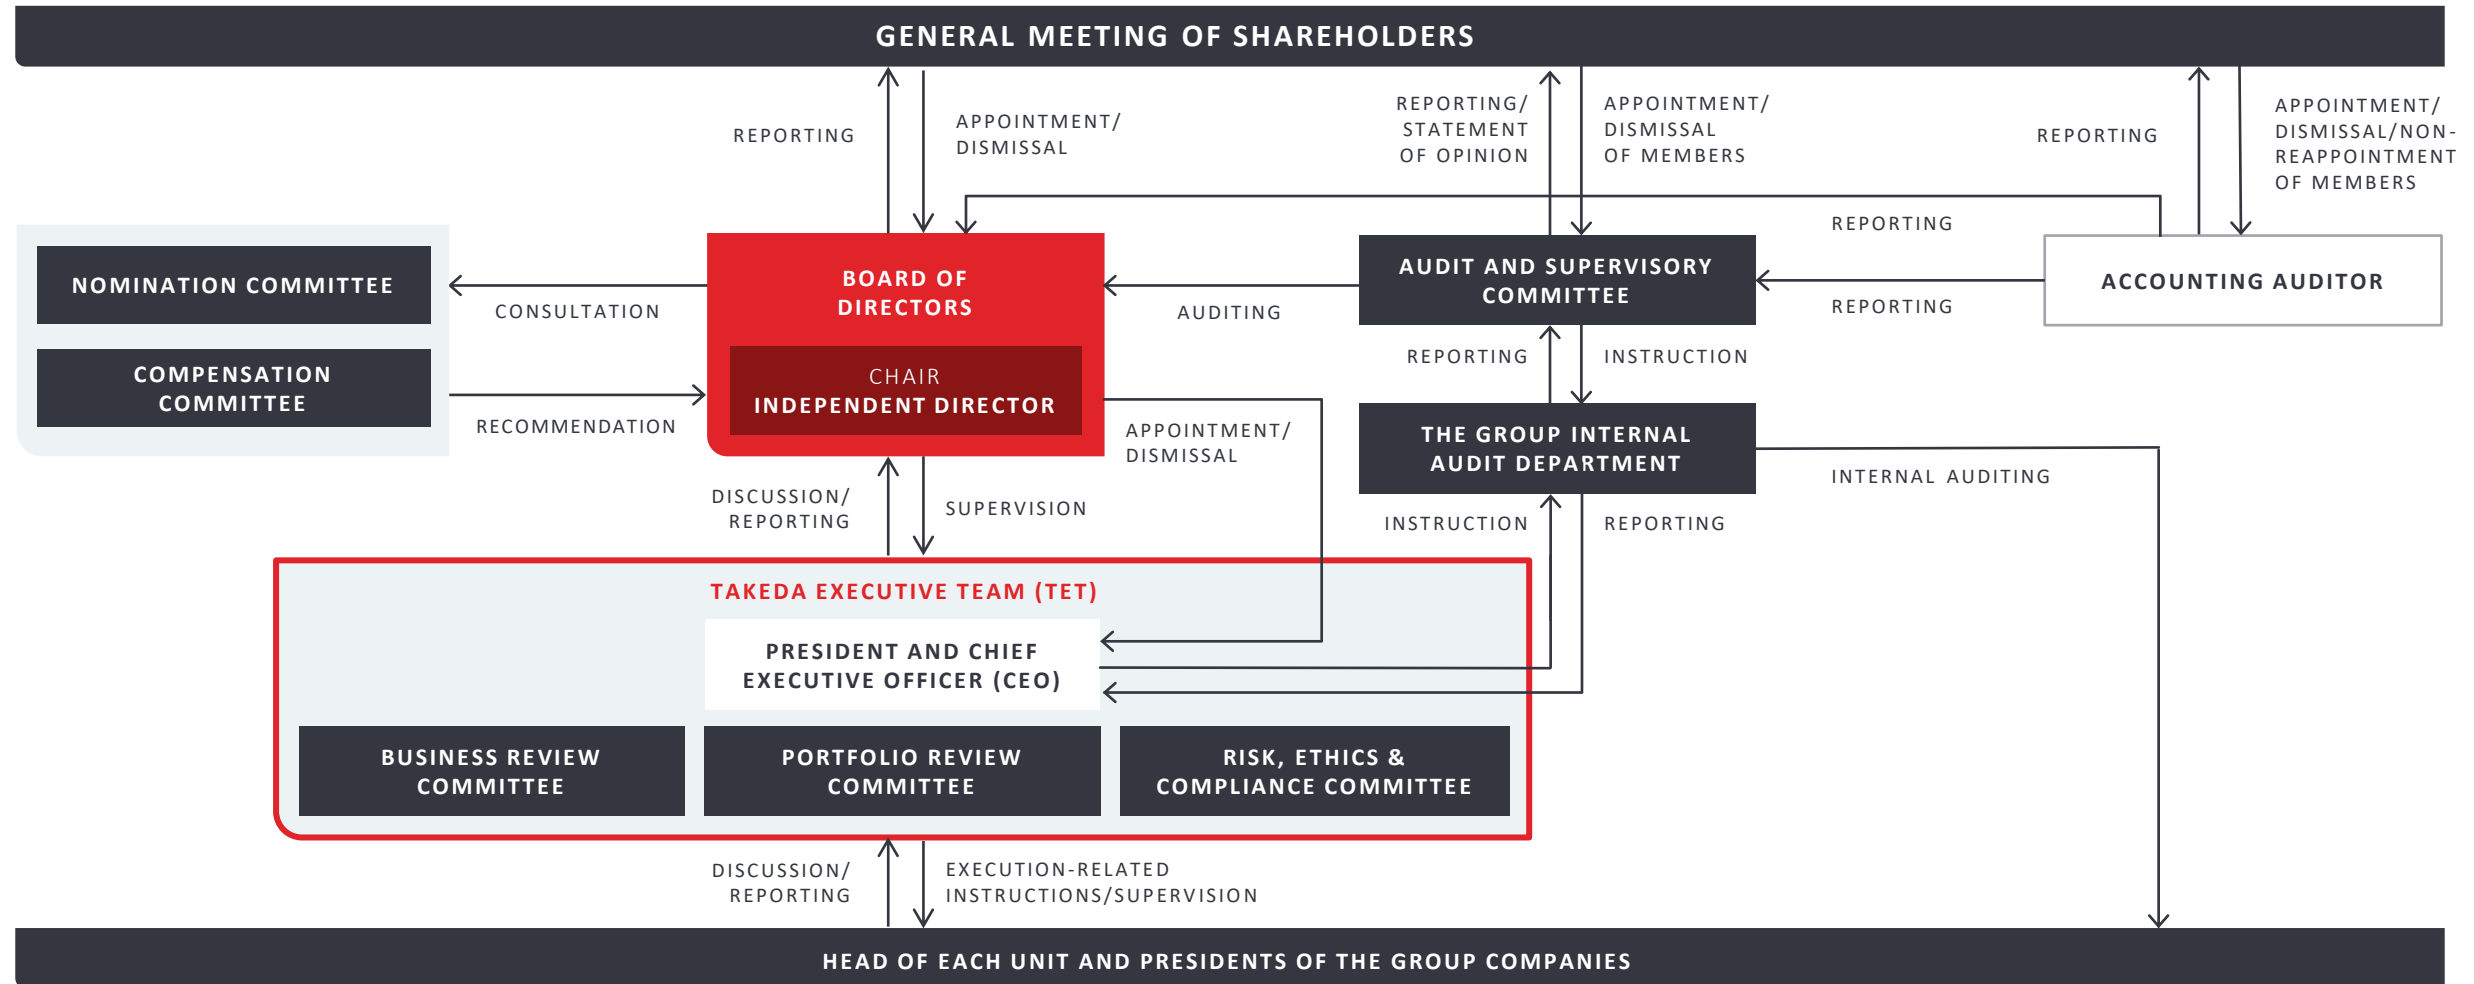 GENERAL MEETING OF SHAREHOLDERS
REPORTING
APPOINTMENT/
DISMISSAL
REPORTING/
STATEMENT
OF OPINION
APPOINTMENT/
DISMISSAL
OF MEMBERS
REPORTING
APPOINTMENT/
DISMISSAL/NON-
REAPPOINTMENT
OF MEMBERS
NOMINATION COMMITTEE
COMPENSATION
COMMITTEE
CONSULTATION
RECOMMENDATION
BOARD OF
DIRECTORS
CHAIR
INDEPENDENT DIRECTOR
AUDITING
AUDIT AND SUPERVISORY
COMMITTEE
REPORTING
REPORTING
ACCOUNTING AUDITOR
REPORTING
INSTRUCTION
APPOINTMENT/
DISMISSAL
THE GROUP INTERNAL
AUDIT DEPARTMENT
INTERNAL AUDITING
DISCUSSION/
REPORTING
SUPERVISION
INSTRUCTION
REPORTING
TAKEDA EXECUTIVE TEAM (TET)
PRESIDENT AND CHIEF
EXECUTIVE OFFICER (CEO)
BUSINESS REVIEW
COMMITTEE
PORTFOLIO REVIEW
COMMITTEE
RISK, ETHICS &
COMPLIANCE COMMITTEE
DISCUSSION/
REPORTING
EXECUTION-RELATED
INSTRUCTIONS/SUPERVISION
HEAD OF EACH UNIT AND PRESIDENTS OF THE GROUP COMPANIES